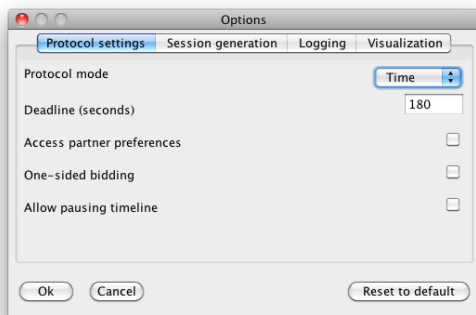 Options
Protocol settings Session generation Logging Visualization
Protocol mode Time
Deadline (seconds) 180
Access partner preferences
One-sided bidding
Allow pausing timeline
Ok Cancel Reset to default